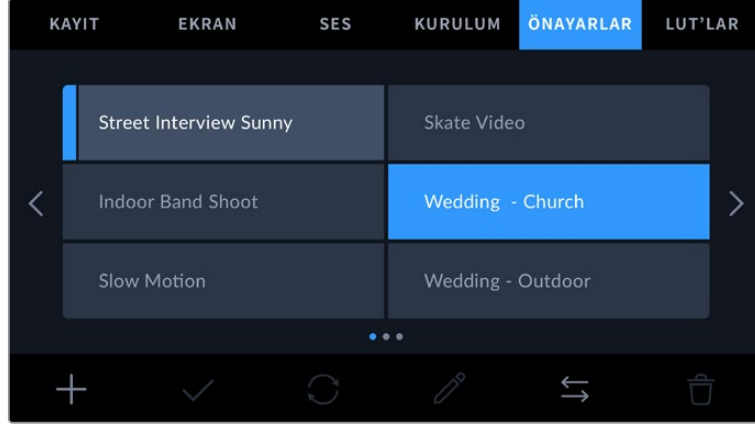 KAYIT EKRAN SES KURULUM ÖNAYARLAR LUT’LAR
Street Interview Sunny Skate Video
Indoor Band Shoot Wedding - Church
Slow Motion Wedding - Outdoor